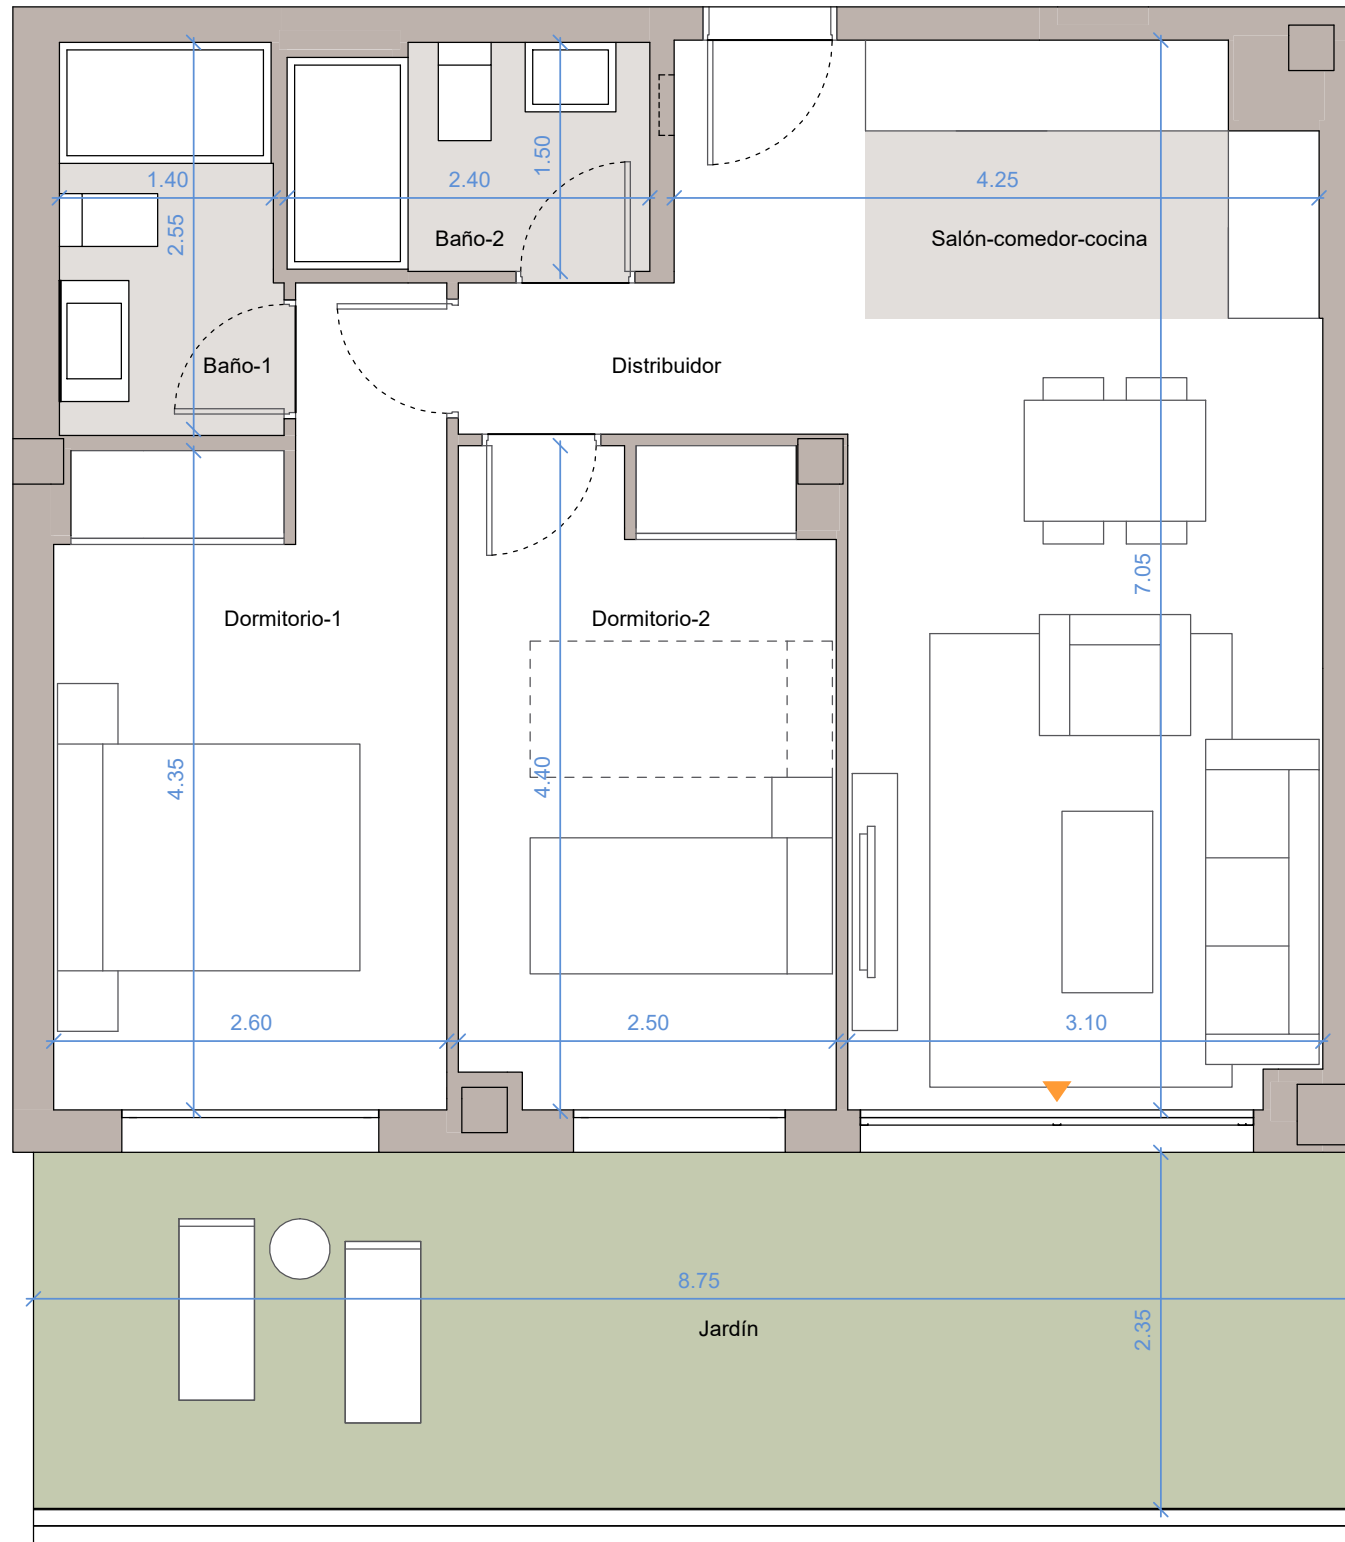 1.40
2.40
1.50
4.25
2.55
Baño-2
Salón-comedor-cocina
Baño-1
Distribuidor
7.05
Dormitorio-1
Dormitorio-2
4.35
4.40
2.60
2.50
3.10
8.75
Jardín
2.35